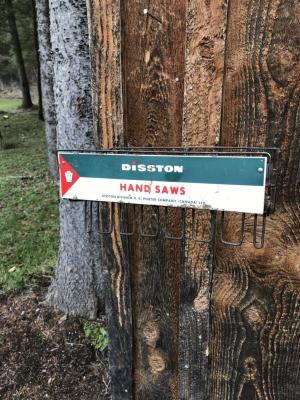 DISSTON
HAND SAWS
DISSTON DIVISION H. K. PORTER COMPANY (CANADA) LTD.